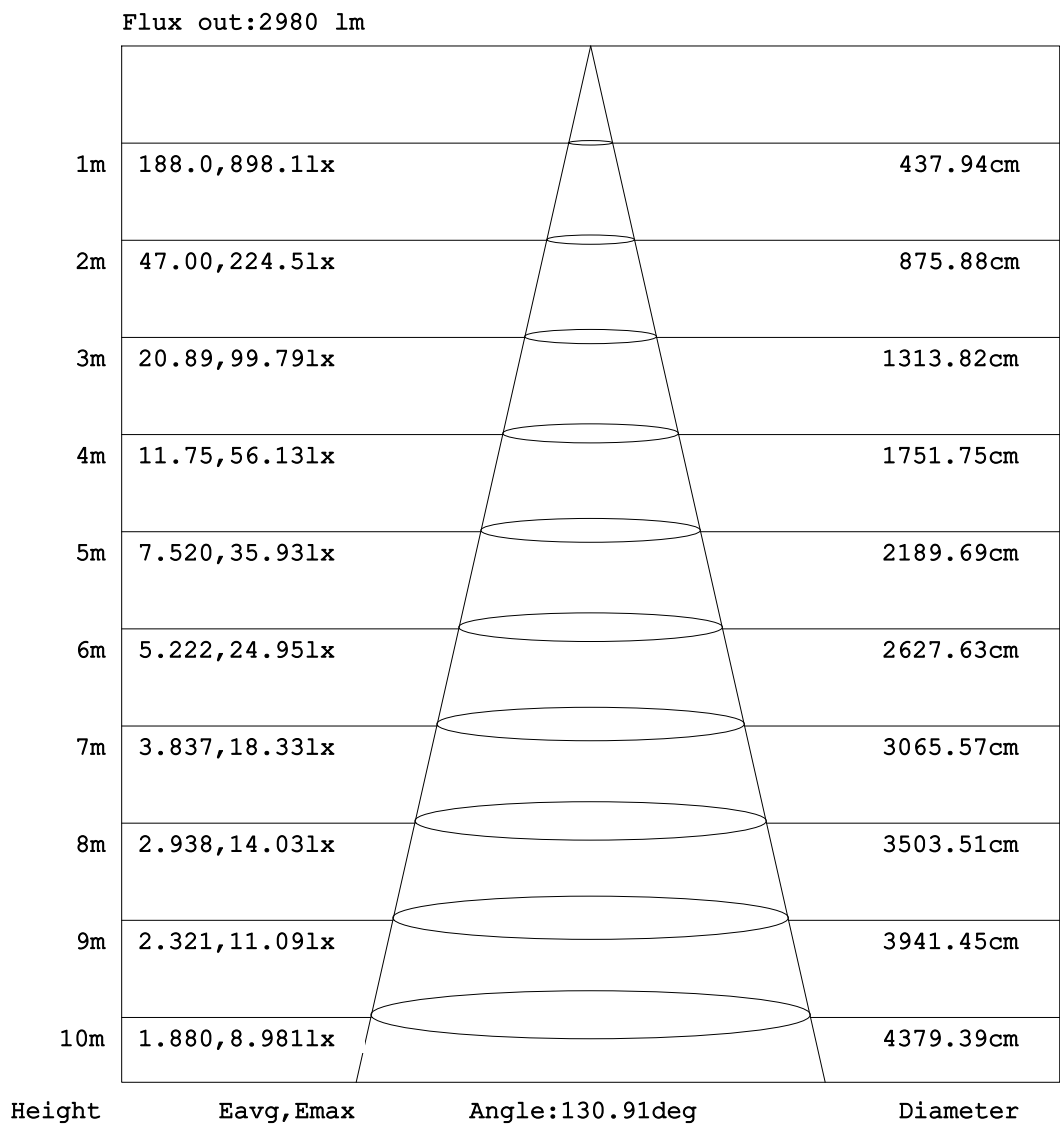 Flux out:2980 lm
1m 188.0,898.1lx 437.94cm
2m 47.00,224.5lx 875.88cm
3m 20.89,99.79lx 1313.82cm
4m 11.75,56.13lx 1751.75cm
5m 7.520,35.93lx 2189.69cm
6m 5.222,24.95lx 2627.63cm
7m 3.837,18.33lx 3065.57cm
8m 2.938,14.03lx 3503.51cm
9m 2.321,11.09lx 3941.45cm
10m 1.880,8.981lx 4379.39cm
Height Eavg,Emax Angle:130.91deg Diameter